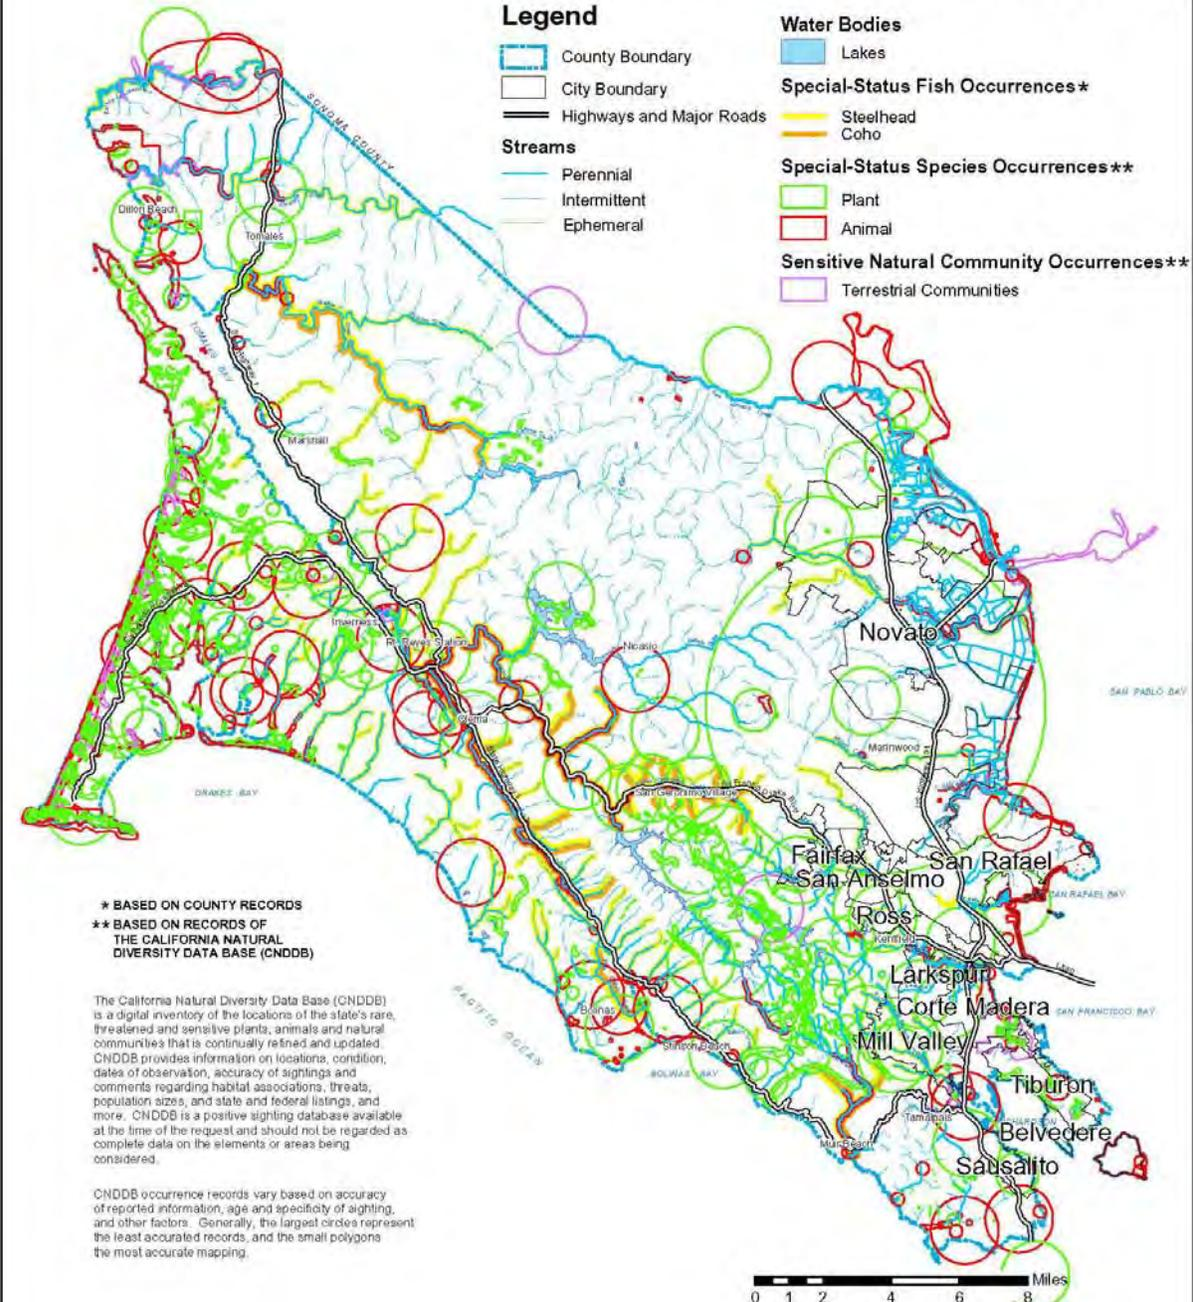 Legend
County Boundary
City Boundary
Highways and Major Roads
Streams
Perennial
Intermittent
Ephemeral
Water Bodies
Lakes
Special-Status Fish Occurrences*
Steelhead
Coho
Special-Status Species Occurrences**
Plant
Animal
Sensitive Natural Community Occurrences**
Terrestrial Communities
SONOMA COUNTY
Dillon Beach
Tomales
TOMALES BAY
Marshall
Inverness
Pt. Reyes Station
Nicasio
Olema
Novato
SAN PABLO BAY
Marinwood
DRAKES BAY
San Geronimo Village
Fairfax
San Rafael
San Anselmo
SAN RAFAEL BAY
Ross
Kentfield
Larkspur
Corte Madera
SAN FRANCISCO BAY
Bolinas
Stinson Beach
Mill Valley
PACIFIC OCEAN
BOLINAS BAY
Tiburon
Tamalpais
Belvedere
Muir Beach
Sausalito
* BASED ON COUNTY RECORDS
** BASED ON RECORDS OF
THE CALIFORNIA NATURAL
DIVERSITY DATA BASE (CNDDB)
The California Natural Diversity Data Base (CNDDB)
is a digital inventory of the locations of the state's rare,
threatened and sensitive plants, animals and natural
communities that is continually refined and updated.
CNDDB provides information on locations, condition,
dates of observation, accuracy of sightings and
comments regarding habitat associations, threats,
population sizes, and state and federal listings, and
more. CNDDB is a positive sighting database available
at the time of the request and should not be regarded as
complete data on the elements or areas being
considered.
CNDDB occurrence records vary based on accuracy
of reported information, age and specificity of sighting,
and other factors. Generally, the largest circles represent
the least accurated records, and the small polygons
the most accurate mapping.
Miles
0 1 2 4 6 8